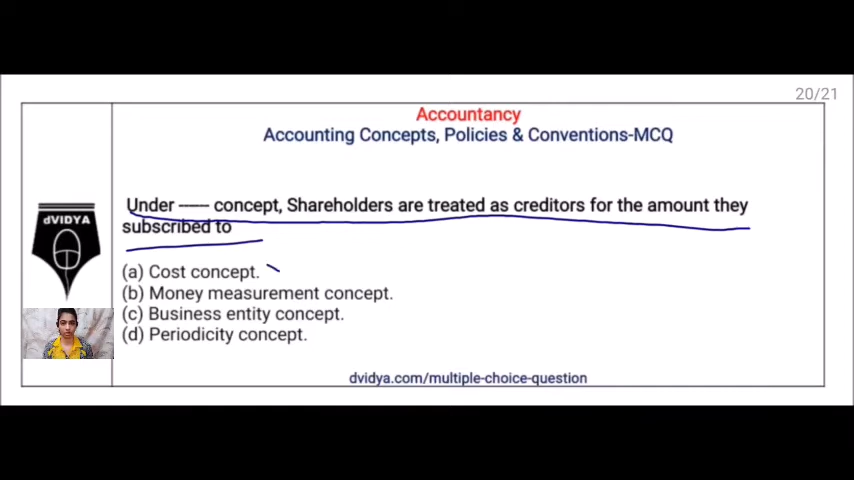 20/21
Accountancy
Accounting Concepts, Policies & Conventions-MCQ
Under ------ concept, Shareholders are treated as creditors for the amount they
subscribed to
dVIDYA
(a) Cost concept.
(b) Money measurement concept.
(c) Business entity concept.
(d) Periodicity concept.
dvidya.com/multiple-choice-question